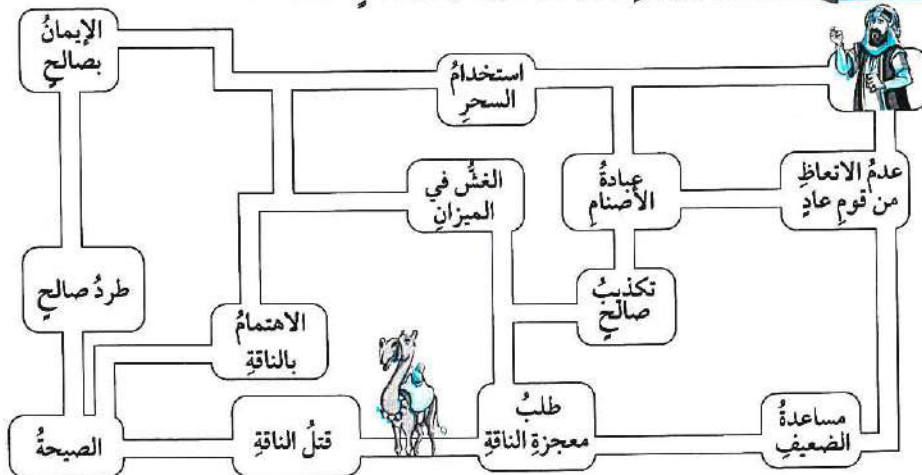 الإيمانُ
بصالحٍ
استخدامُ
السحرِ
عدمُ الاتعاظِ
من قومِ عادٍ
عبادةُ
الأصنامِ
الغشُّ في
الميزانِ
تكذيبُ
صالحٍ
طردُ صالحٍ
الاهتمامُ
بالناقةِ
مساعدةُ
الضعيفِ
طلبُ
معجزةِ الناقةِ
قتلُ الناقةِ
الصيحةُ